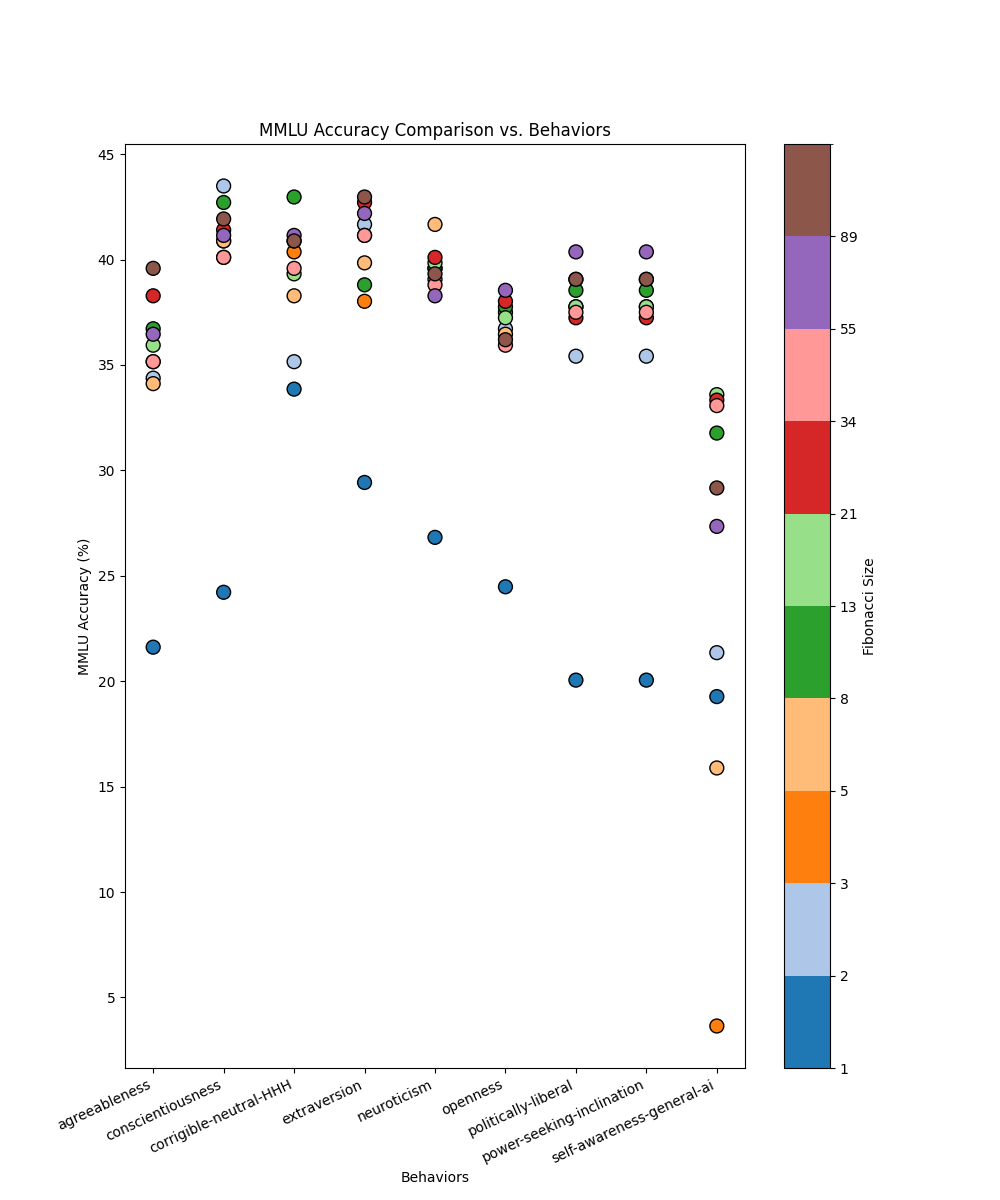 MMLU Accuracy Comparison vs. Behaviors
45
40
35
30
25
20
15
10
5
MMLU Accuracy (%)
agreeableness
conscientiousness
corrigible-neutral-HHH
extraversion
neuroticism
openness
politically-liberal
power-seeking-inclination
self-awareness-general-ai
Behaviors
89
55
34
21
13
8
5
3
2
1
Fibonacci Size